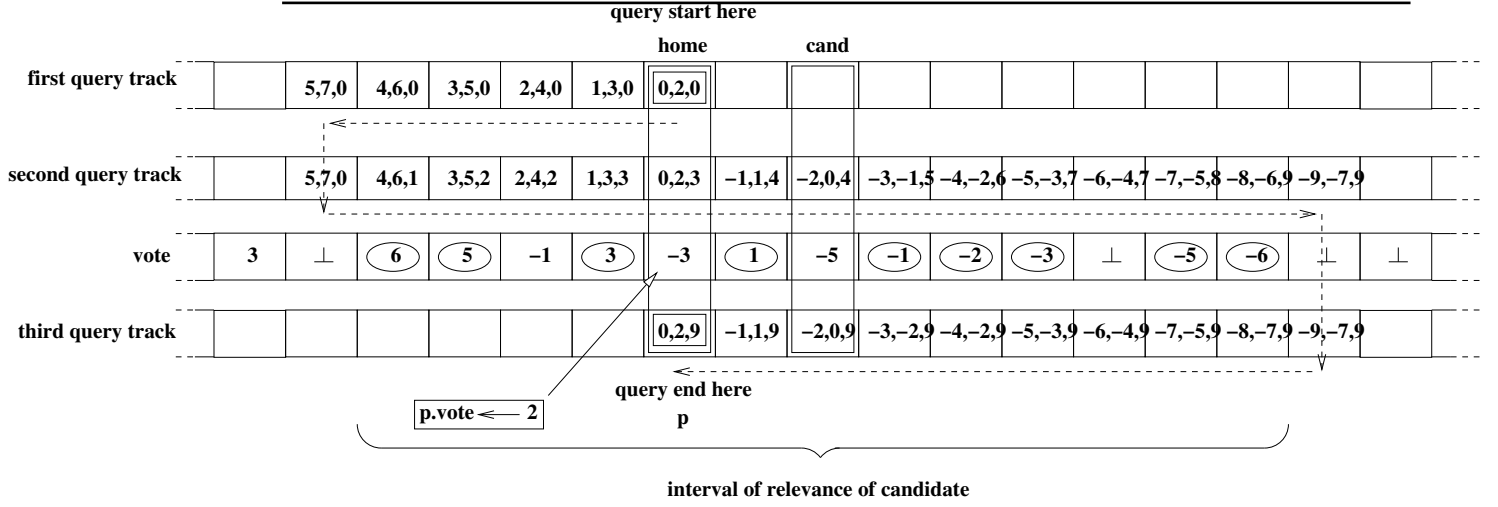 query start here
home cand
first query track 5,7,0 4,6,0 3,5,0 2,4,0 1,3,0 0,2,0
second query track 5,7,0 4,6,1 3,5,2 2,4,2 1,3,3 0,2,3 −1,1,4 −2,0,4 −3,−1,5 −4,−2,6 −5,−3,7 −6,−4,7 −7,−5,8 −8,−6,9 −9,−7,9
vote 3 ⊥ 6 5 −1 3 −3 1 −5 −1 −2 −3 ⊥ −5 −6 ⊥ ⊥
third query track 0,2,9 −1,1,9 −2,0,9 −3,−2,9 −4,−2,9 −5,−3,9 −6,−4,9 −7,−5,9 −8,−7,9 −9,−7,9
query end here
p.vote ← 2
p
interval of relevance of candidate